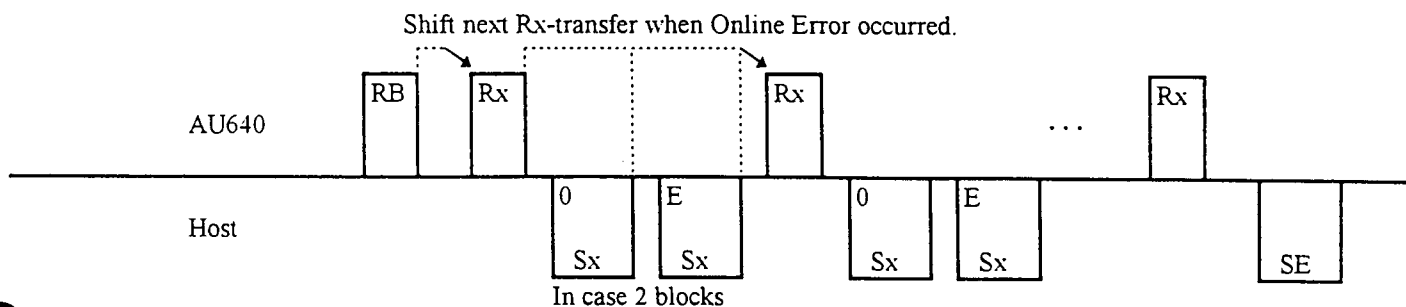 Shift next Rx-transfer when Online Error occurred.
RB Rx Rx Rx
AU640 ...
0 E 0 E
Host
Sx Sx Sx Sx SE
In case 2 blocks